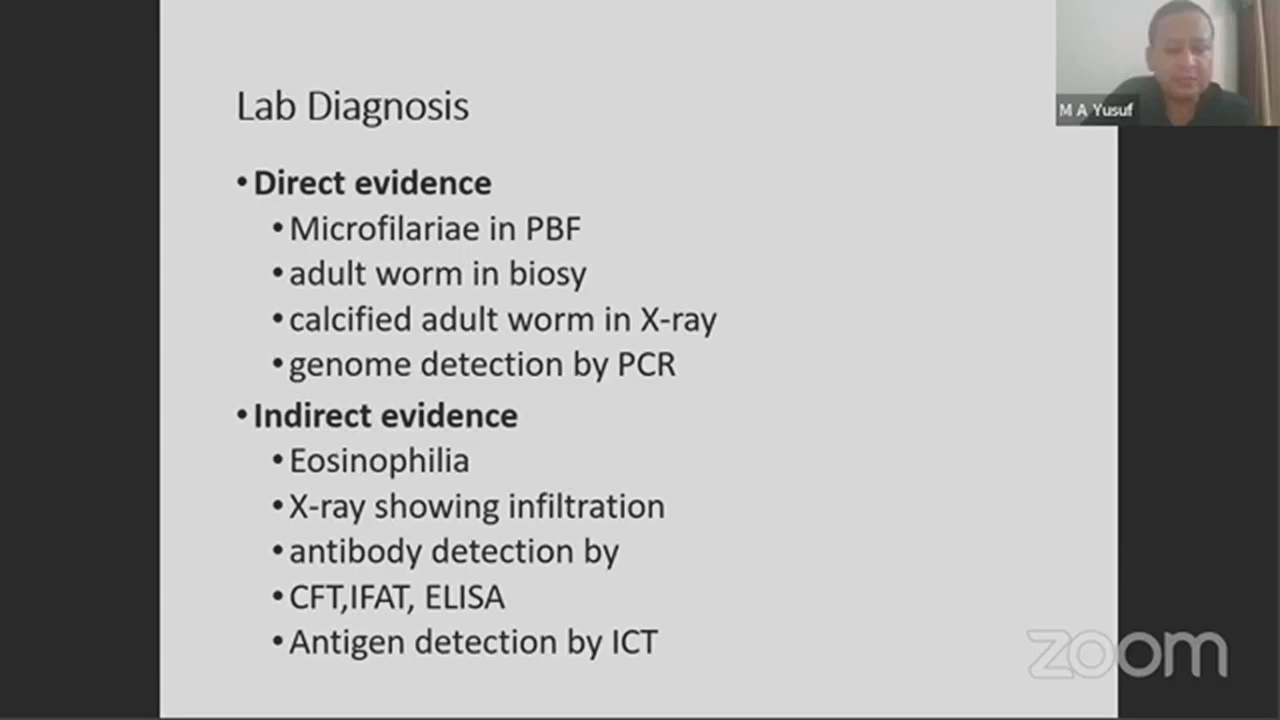 M A Yusuf
Lab Diagnosis
• Direct evidence
• Microfilariae in PBF
• adult worm in biosy
• calcified adult worm in X-ray
• genome detection by PCR
• Indirect evidence
• Eosinophilia
• X-ray showing infiltration
• antibody detection by
• CFT,IFAT, ELISA
• Antigen detection by ICT
zoom